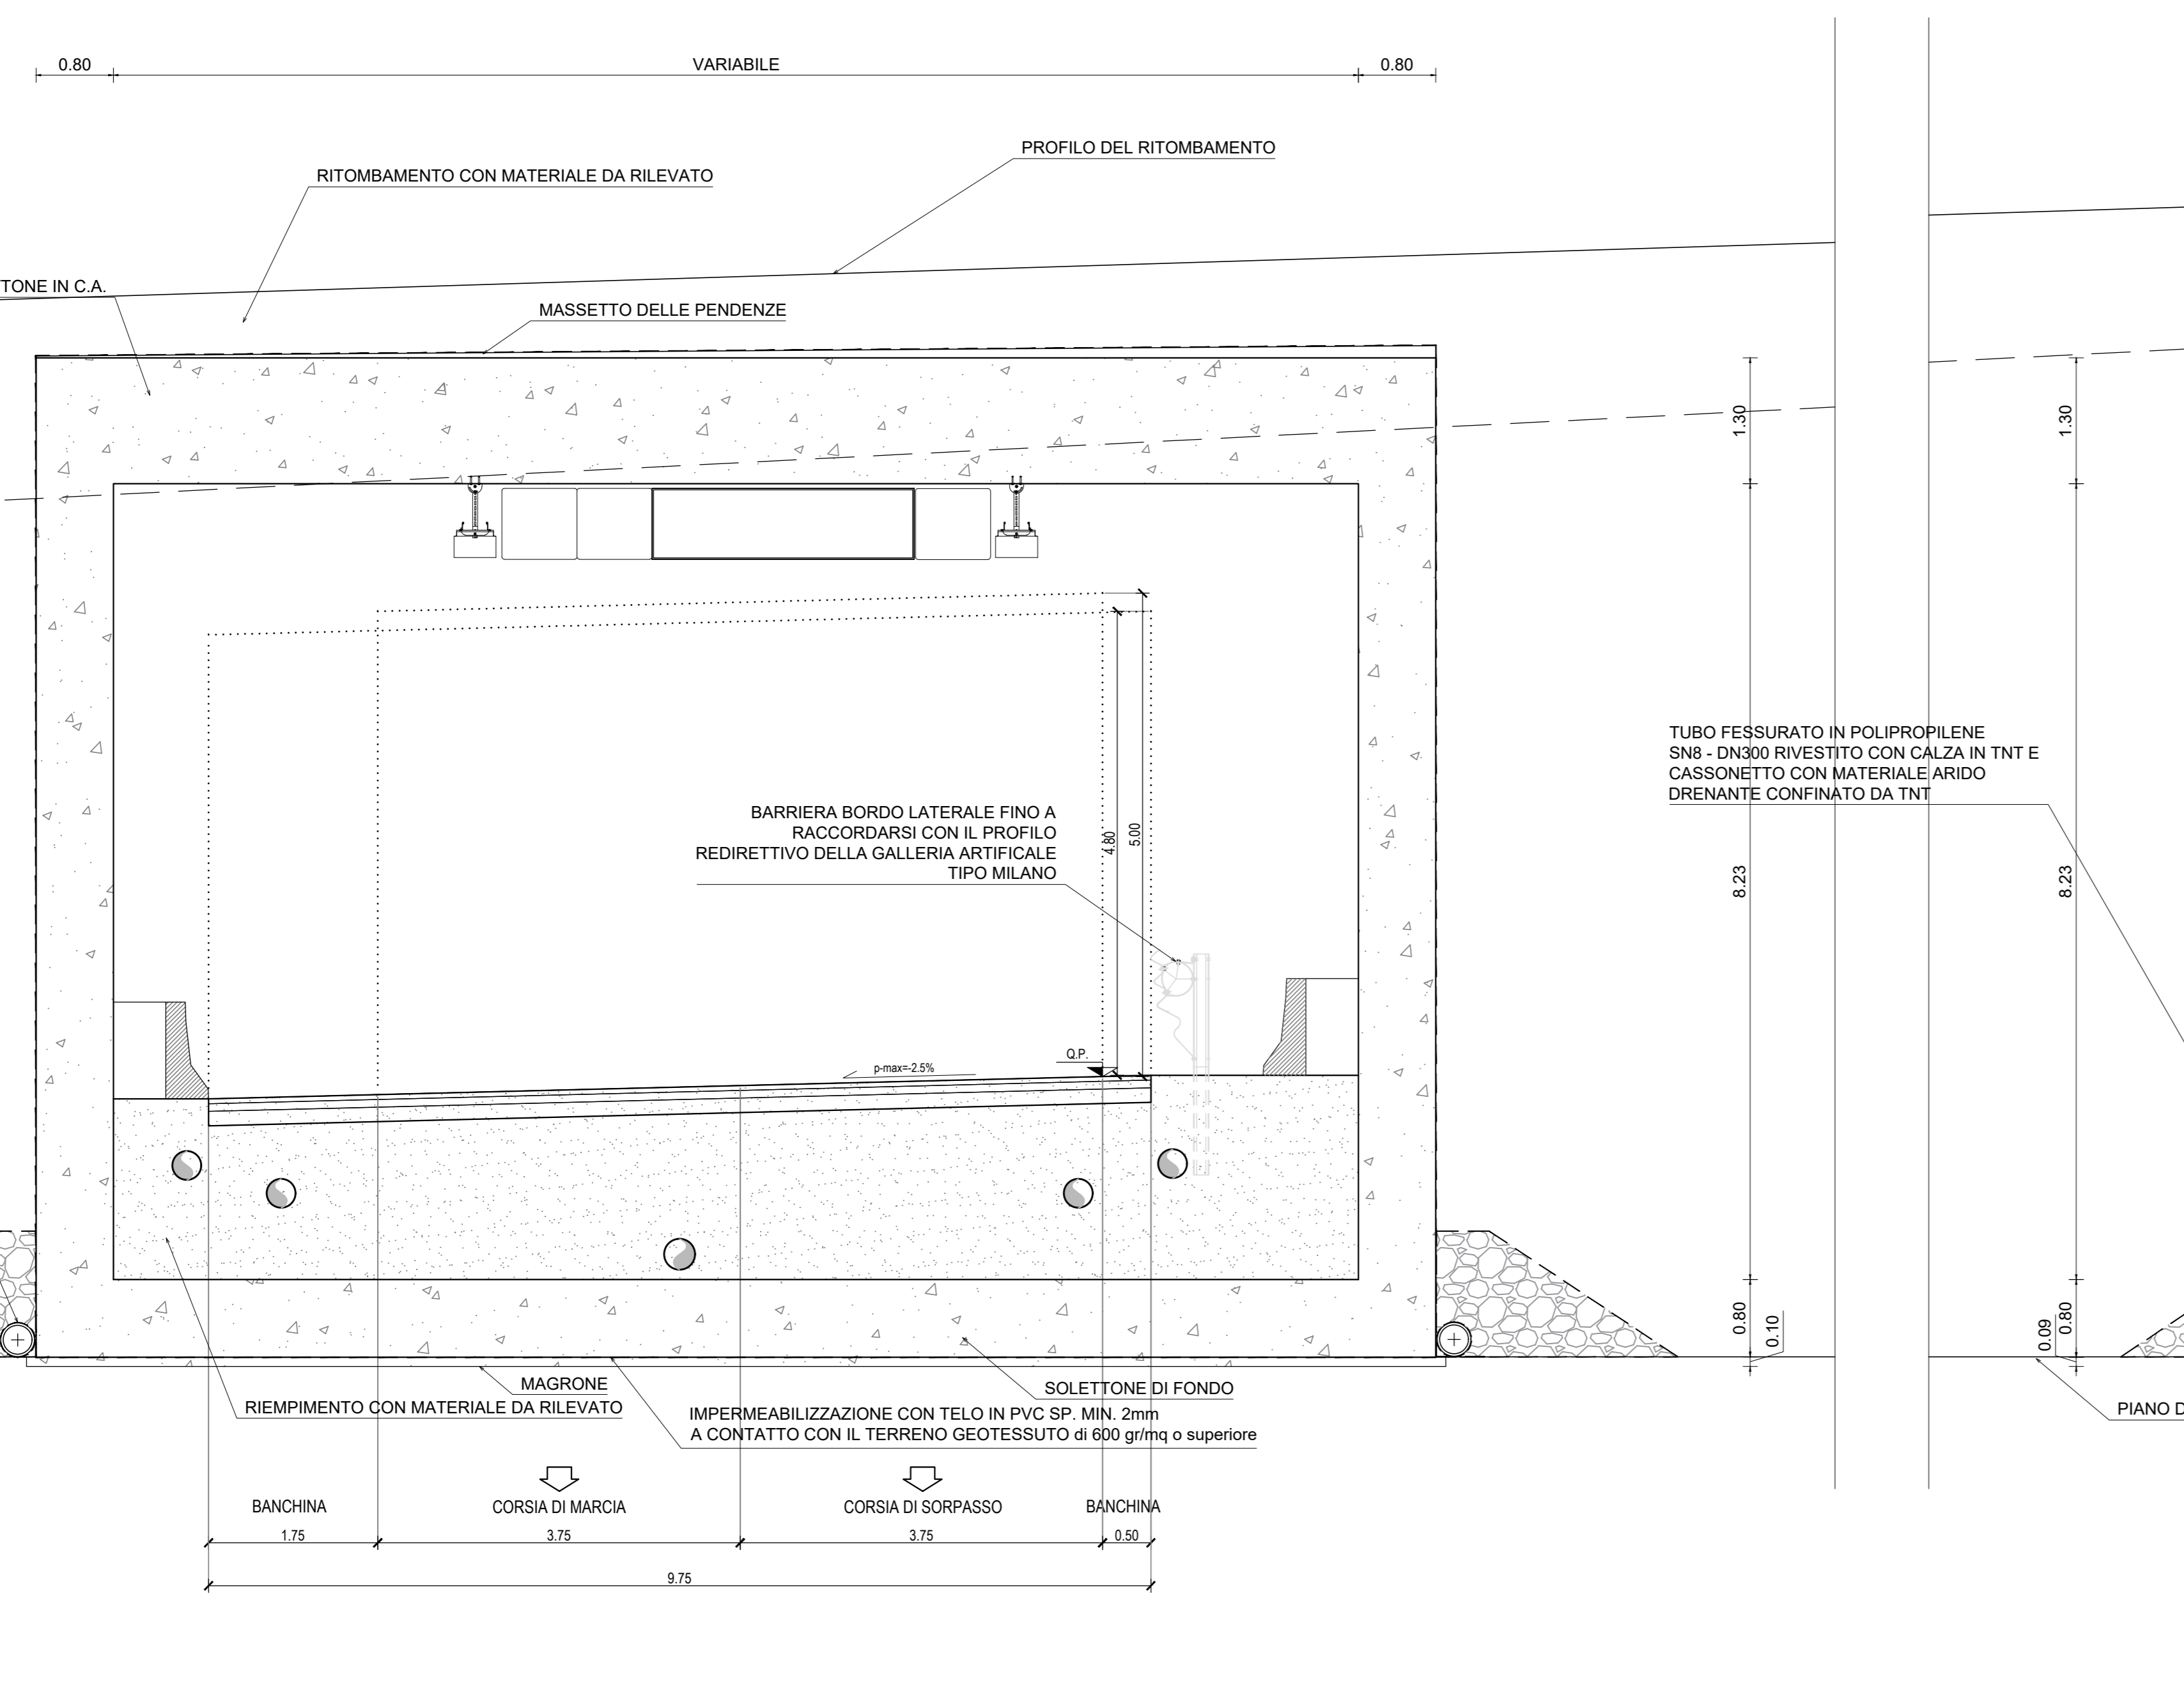 0.80
VARIABILE
0.80
PROFILO DEL RITOMBAMENTO
RITOMBAMENTO CON MATERIALE DA RILEVATO
TONE IN C.A.
MASSETTO DELLE PENDENZE
1.30
1.30
TUBO FESSURATO IN POLIPROPILENE
SN8 - DN300 RIVESTITO CON CALZA IN TNT E
CASSONETTO CON MATERIALE ARIDO
DRENANTE CONFINATO DA TNT
BARRIERA BORDO LATERALE FINO A
RACCORDARSI CON IL PROFILO
REDIRETTIVO DELLA GALLERIA ARTIFICALE
TIPO MILANO
4.80
5.00
8.23
8.23
Q.P.
p-max=-2.5%
0.80
0.10
0.09
0.80
MAGRONE
SOLETTONE DI FONDO
RIEMPIMENTO CON MATERIALE DA RILEVATO
IMPERMEABILIZZAZIONE CON TELO IN PVC SP. MIN. 2mm
A CONTATTO CON IL TERRENO GEOTESSUTO di 600 gr/mq o superiore
PIANO D
BANCHINA
CORSIA DI MARCIA
CORSIA DI SORPASSO
BANCHINA
1.75
3.75
3.75
0.50
9.75